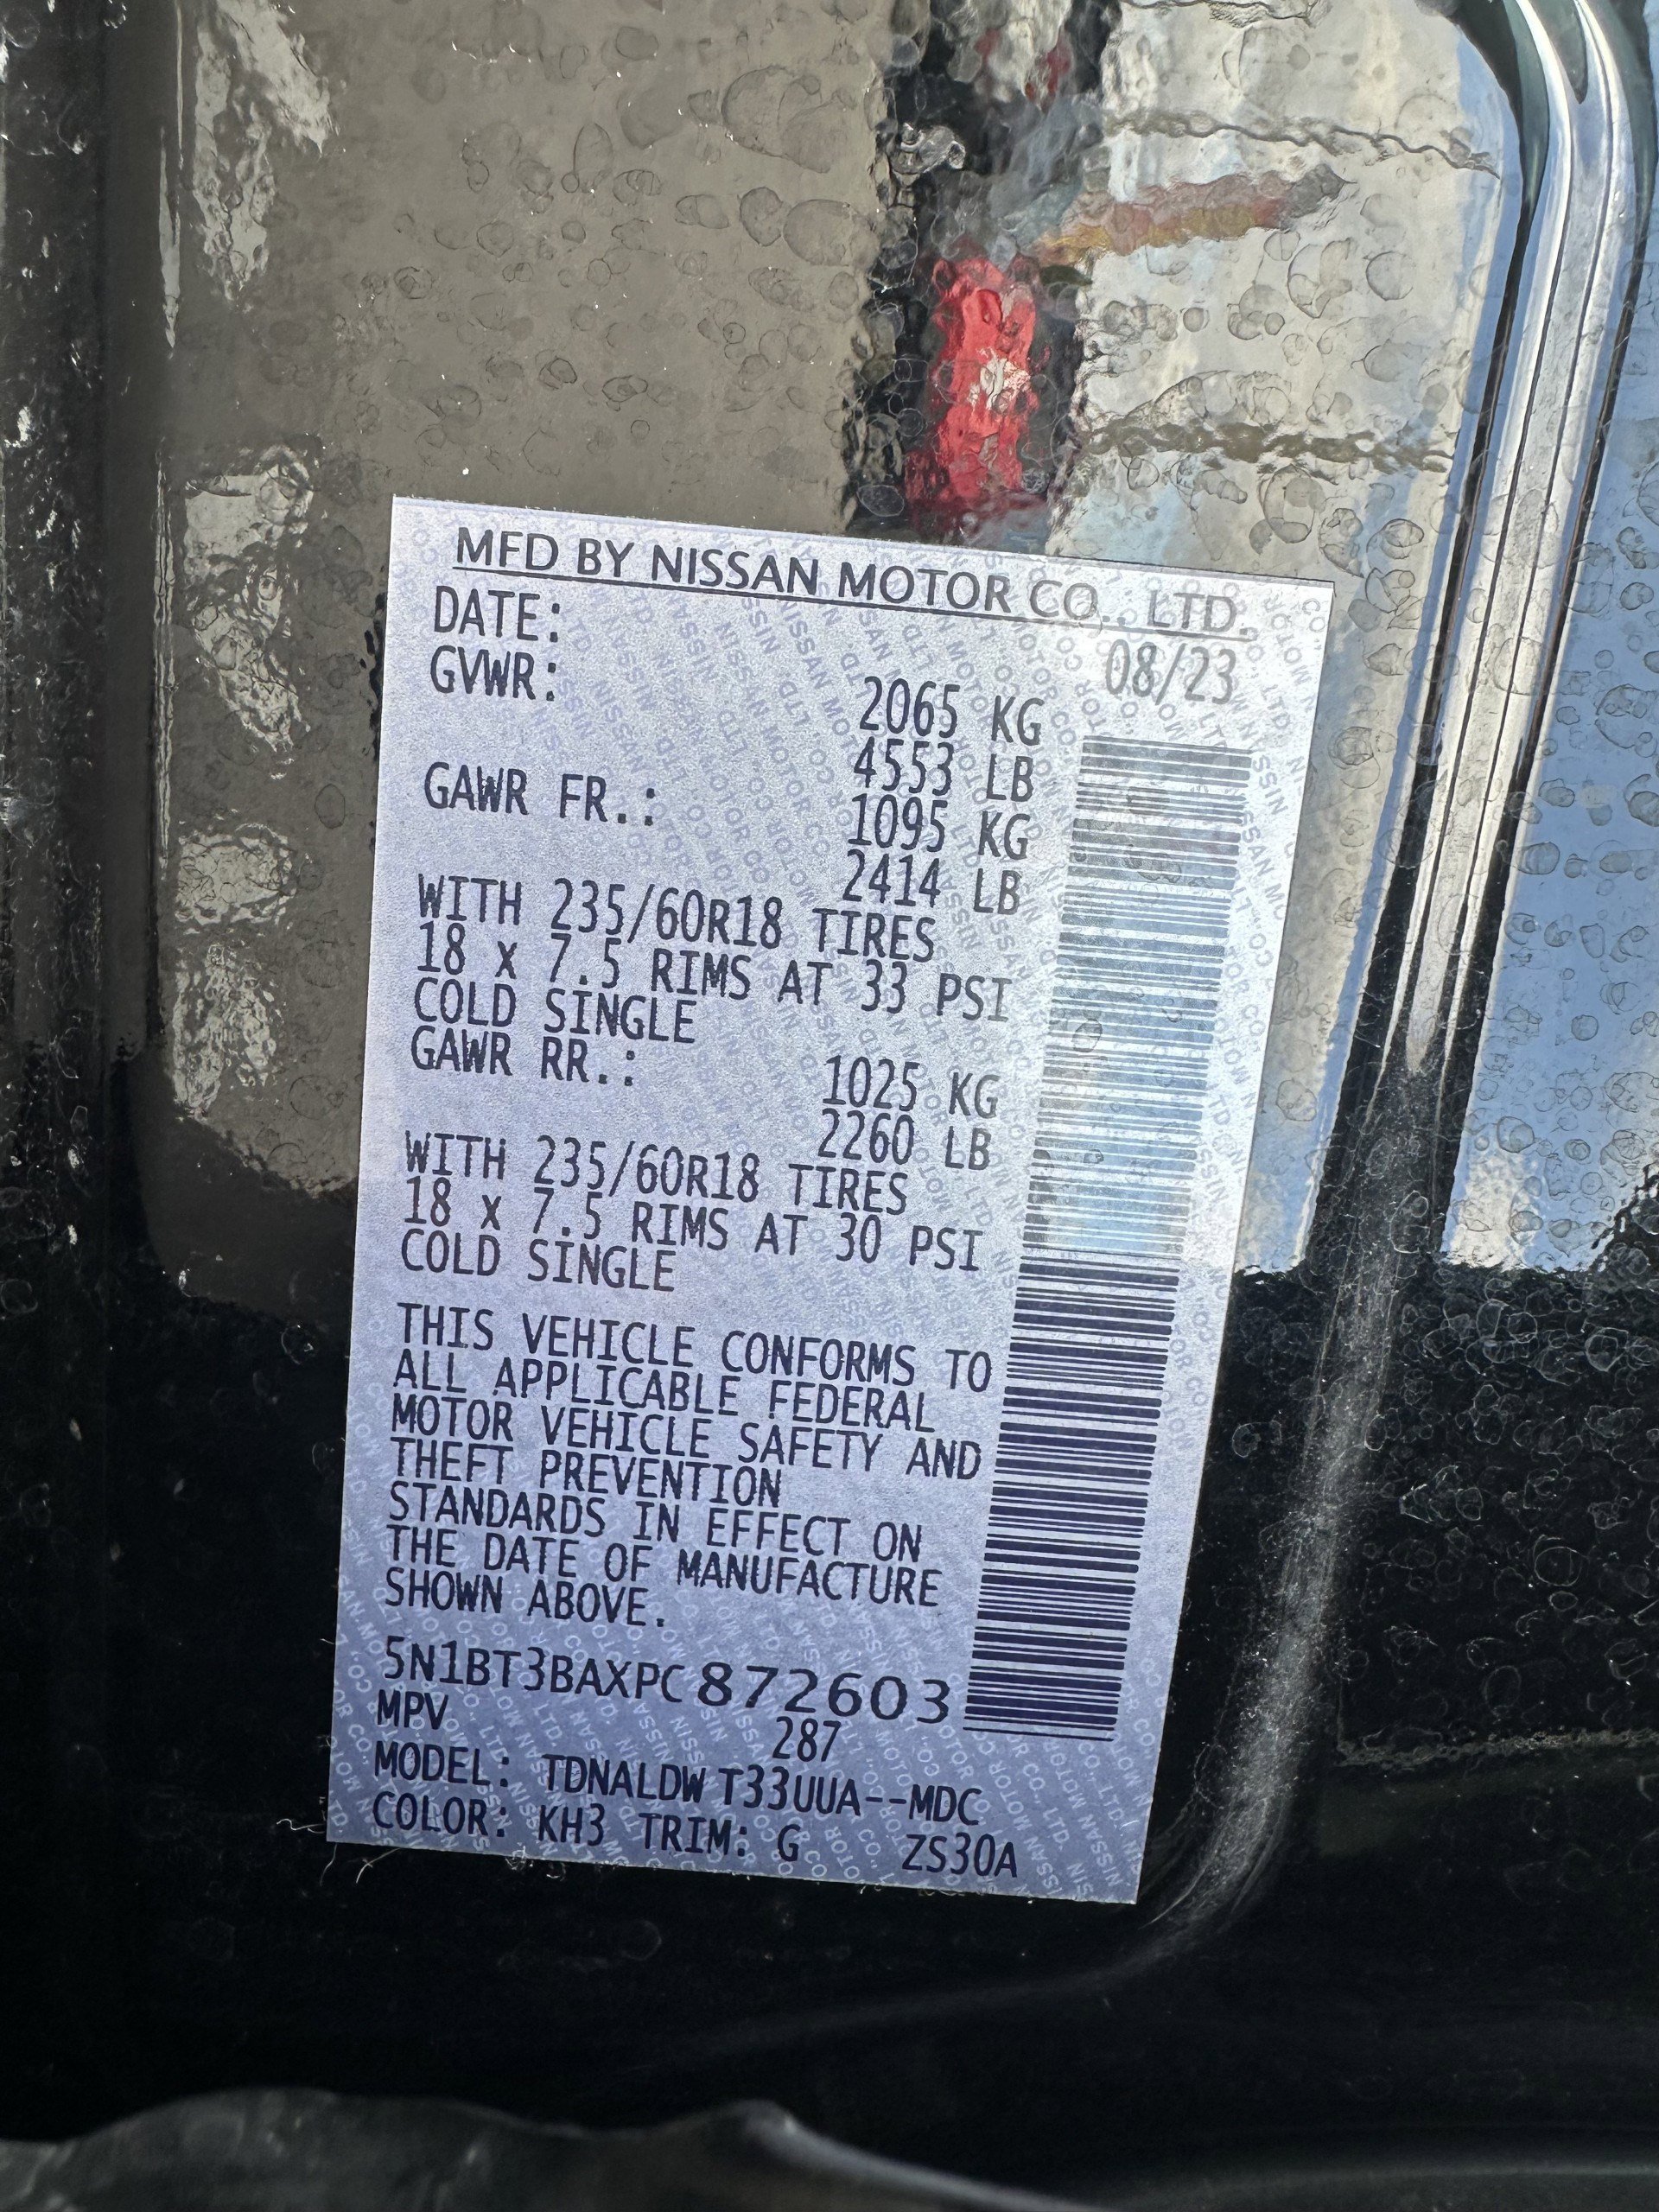 MFD BY NISSAN MOTOR CO., LTD.
DATE: 08/23
GVWR: 2065 KG
4553 LB
GAWR FR.: 1095 KG
2414 LB
WITH 235/60R18 TIRES
18 x 7.5 RIMS AT 33 PSI
COLD SINGLE
GAWR RR.: 1025 KG
2260 LB
WITH 235/60R18 TIRES
18 x 7.5 RIMS AT 30 PSI
COLD SINGLE
THIS VEHICLE CONFORMS TO
ALL APPLICABLE FEDERAL
MOTOR VEHICLE SAFETY AND
THEFT PREVENTION
STANDARDS IN EFFECT ON
THE DATE OF MANUFACTURE
SHOWN ABOVE.
5N1BT3BAXPC872603
MPV 287
MODEL: TDNALDW T33UUA--MDC
COLOR: KH3 TRIM: G ZS30A